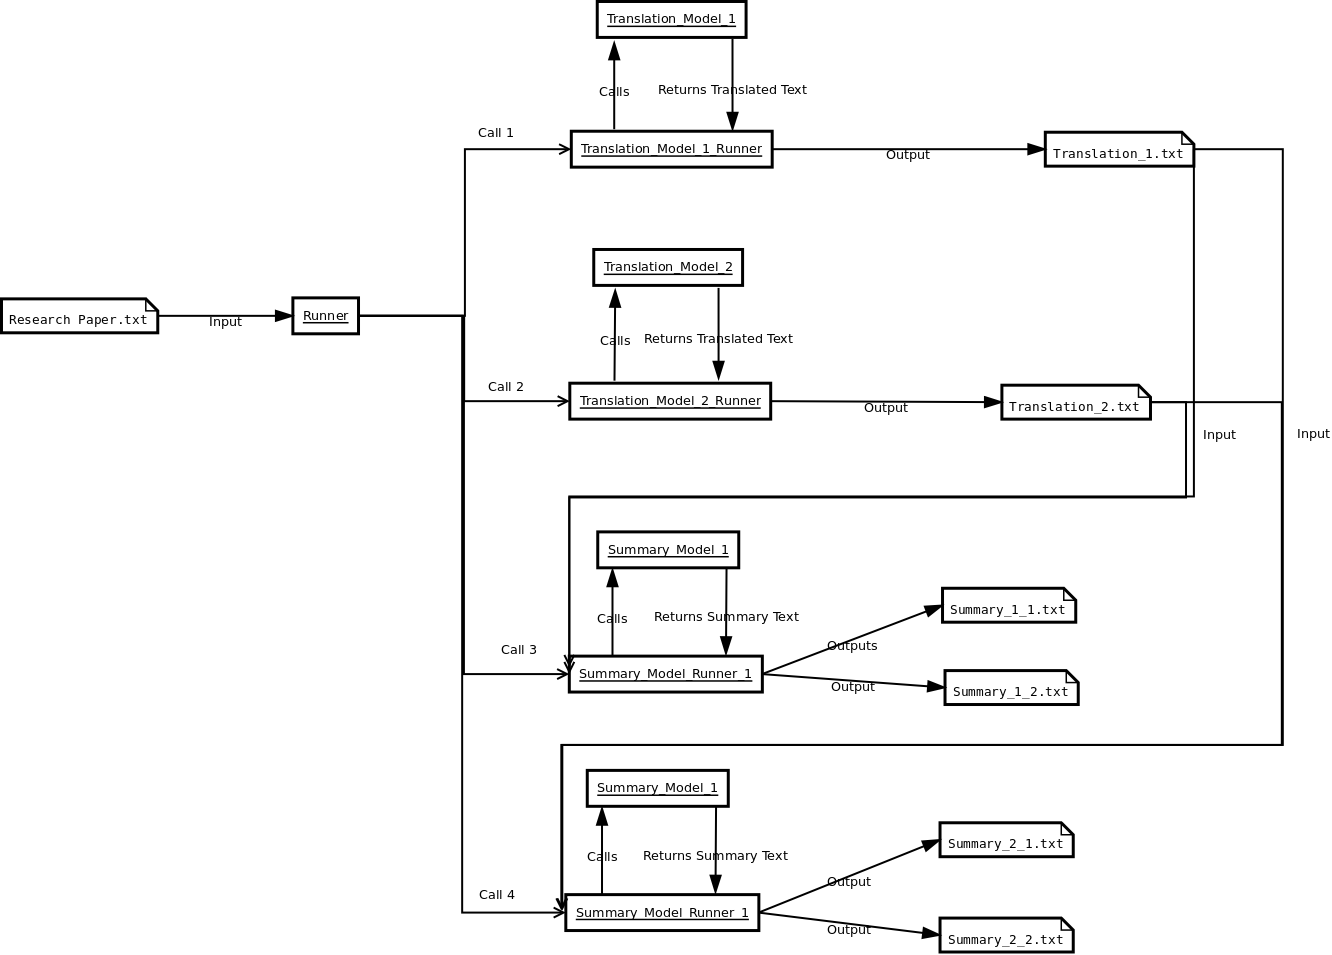 Translation_Model_1
Calls
Returns Translated Text
Call 1
Translation_Model_1_Runner
Output
Translation_1.txt
Translation_Model_2
Research Paper.txt
Input
Runner
Calls
Returns Translated Text
Call 2
Translation_Model_2_Runner
Output
Translation_2.txt
Input
Input
Summary_Model_1
Calls
Returns Summary Text
Summary_1_1.txt
Outputs
Call 3
Summary_Model_Runner_1
Output
Summary_1_2.txt
Summary_Model_1
Calls
Returns Summary Text
Summary_2_1.txt
Output
Call 4
Summary_Model_Runner_1
Output
Summary_2_2.txt